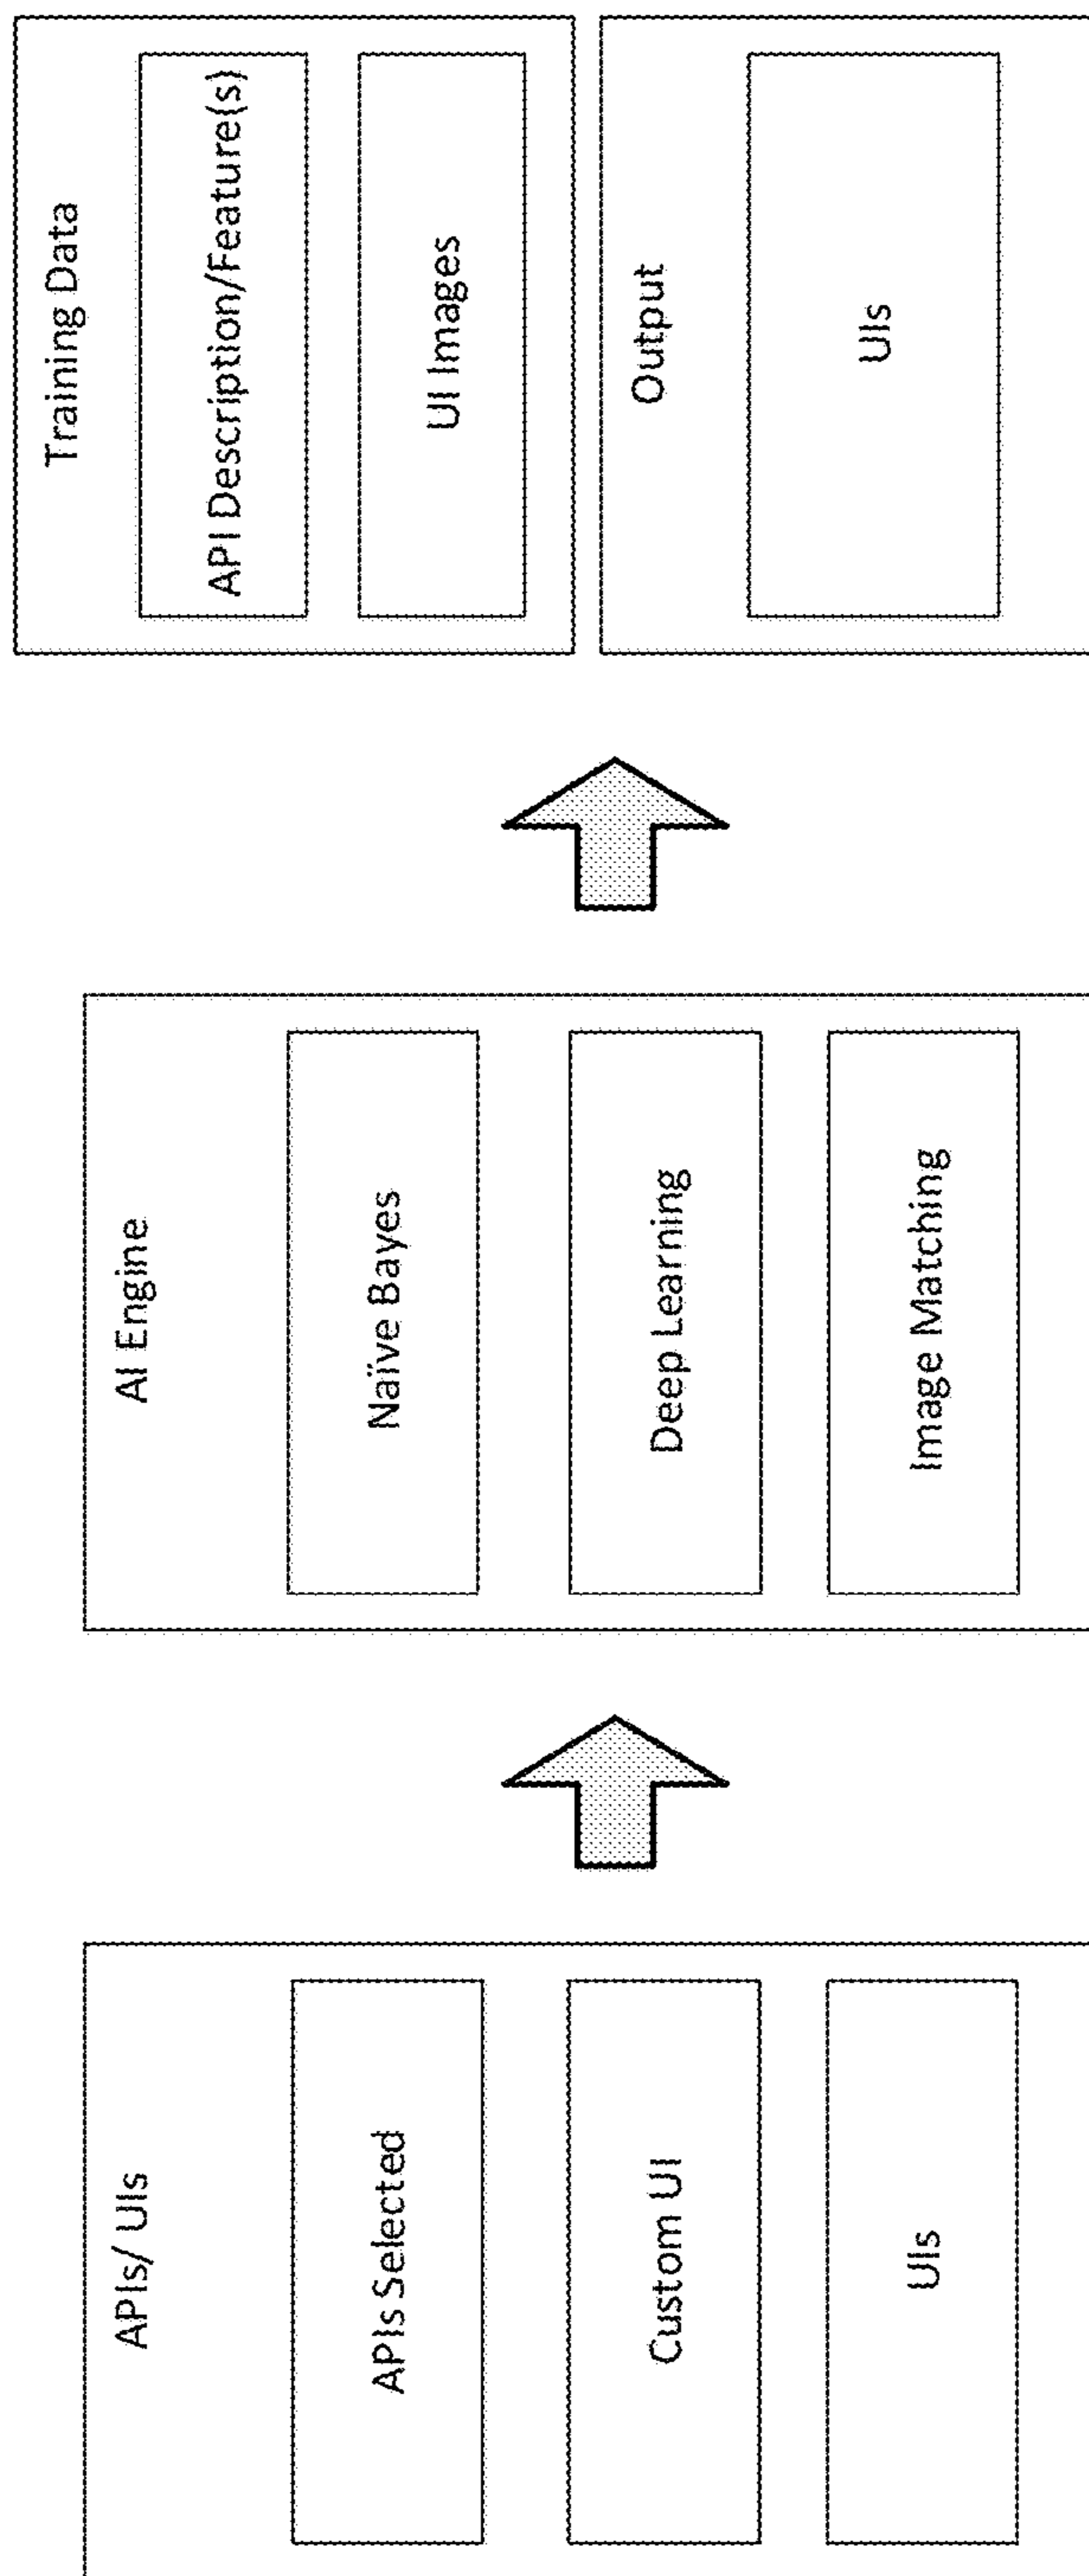 APIs/ UIs
APIs Selected
Custom UI
UIs
AI Engine
Naïve Bayes
Deep Learning
Image Matching
Training Data
API Description/Feature(s)
UI Images
Output
UIs